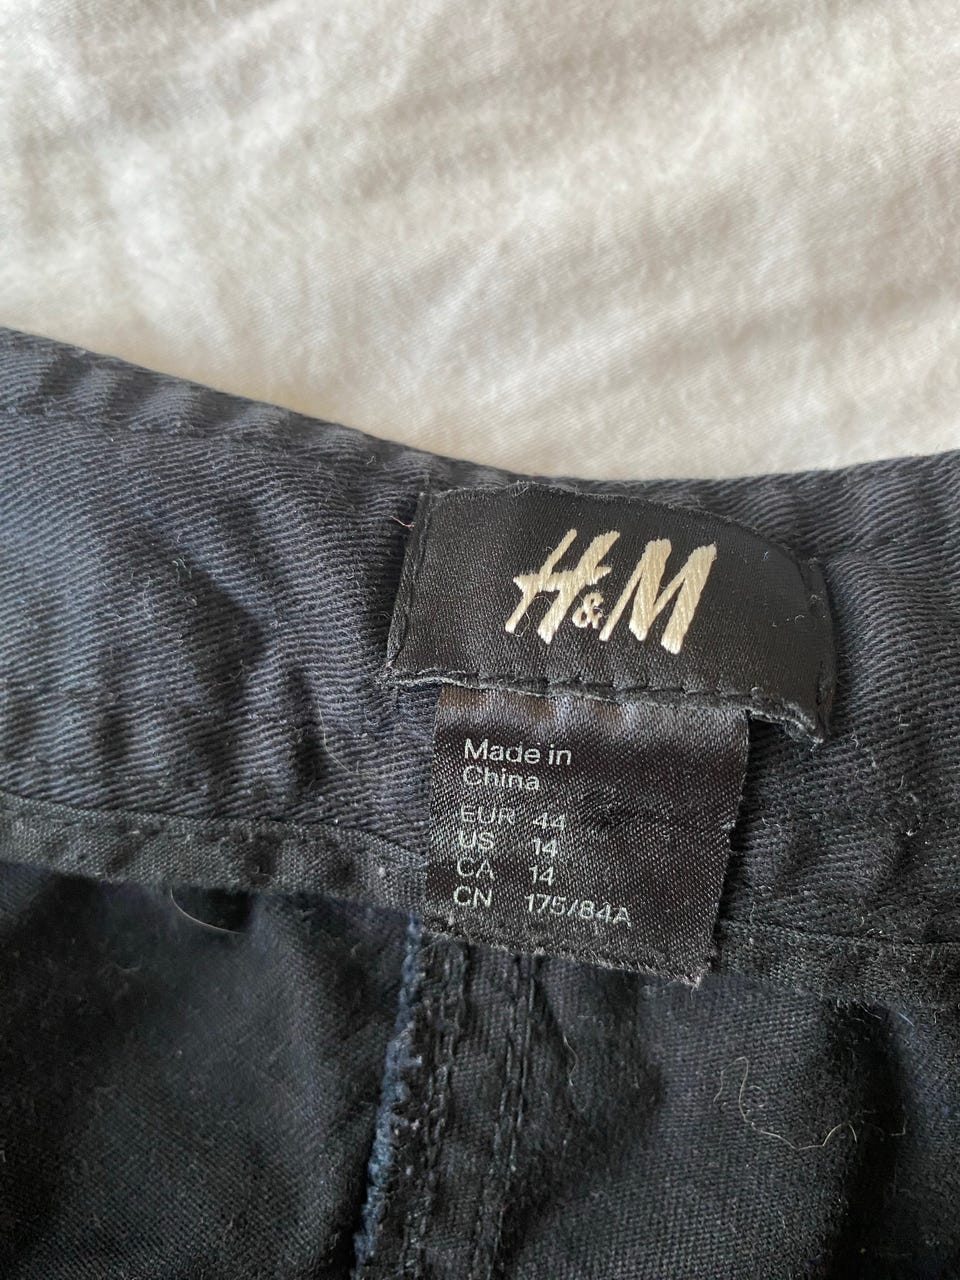 H&M
Made in
China
EUR 44
US 14
CA 14
CN 175/84A